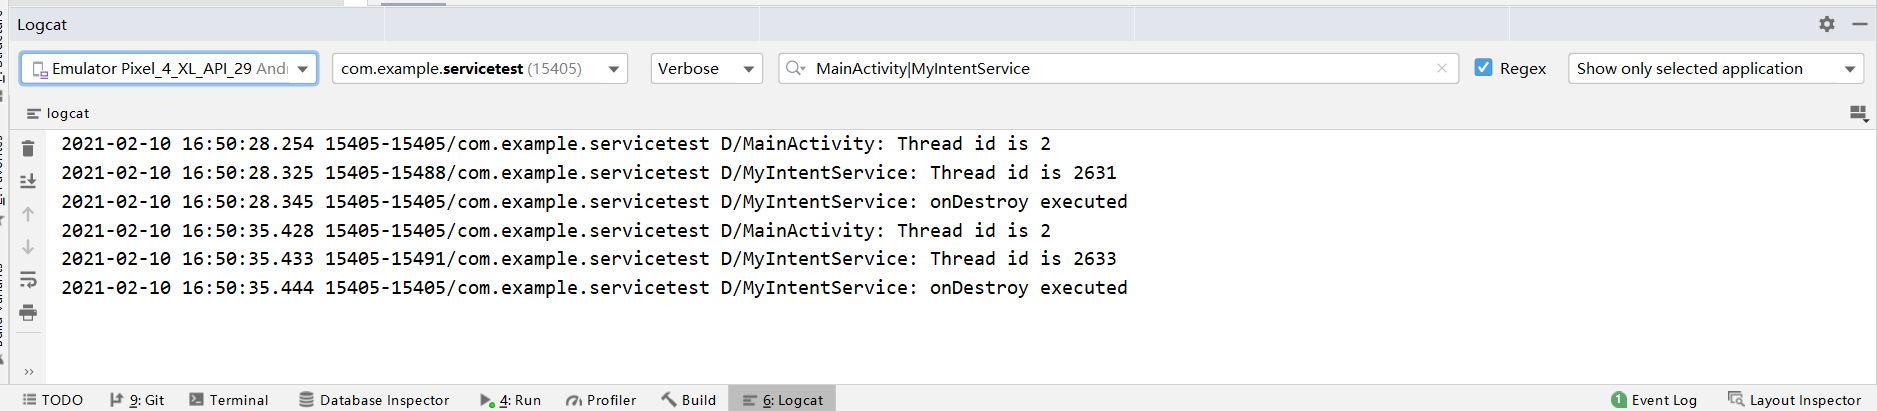 Logcat
Emulator Pixel_4_XL_API_29 Andr
com.example.servicetest (15405)
Verbose
MainActivity|MyIntentService
Regex
Show only selected application
logcat
2021-02-10 16:50:28.254 15405-15405/com.example.servicetest D/MainActivity: Thread id is 2
2021-02-10 16:50:28.325 15405-15488/com.example.servicetest D/MyIntentService: Thread id is 2631
2021-02-10 16:50:28.345 15405-15405/com.example.servicetest D/MyIntentService: onDestroy executed
2021-02-10 16:50:35.428 15405-15405/com.example.servicetest D/MainActivity: Thread id is 2
2021-02-10 16:50:35.433 15405-15491/com.example.servicetest D/MyIntentService: Thread id is 2633
2021-02-10 16:50:35.444 15405-15405/com.example.servicetest D/MyIntentService: onDestroy executed
TODO
9: Git
Terminal
Database Inspector
4: Run
Profiler
Build
6: Logcat
1 Event Log
Layout Inspector